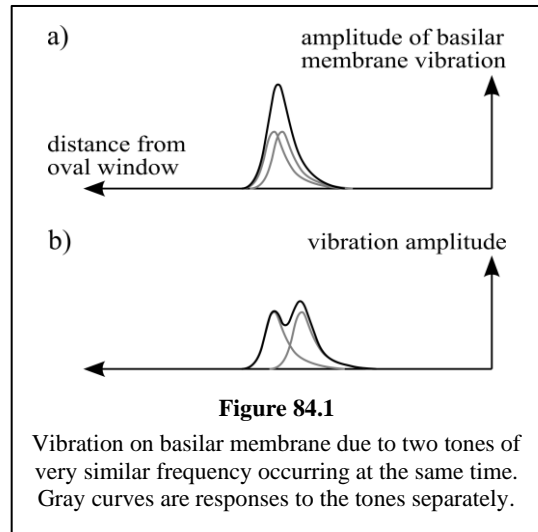 a)
amplitude of basilar
membrane vibration
distance from
oval window
b)
vibration amplitude
Figure 84.1
Vibration on basilar membrane due to two tones of
very similar frequency occurring at the same time.
Gray curves are responses to the tones separately.